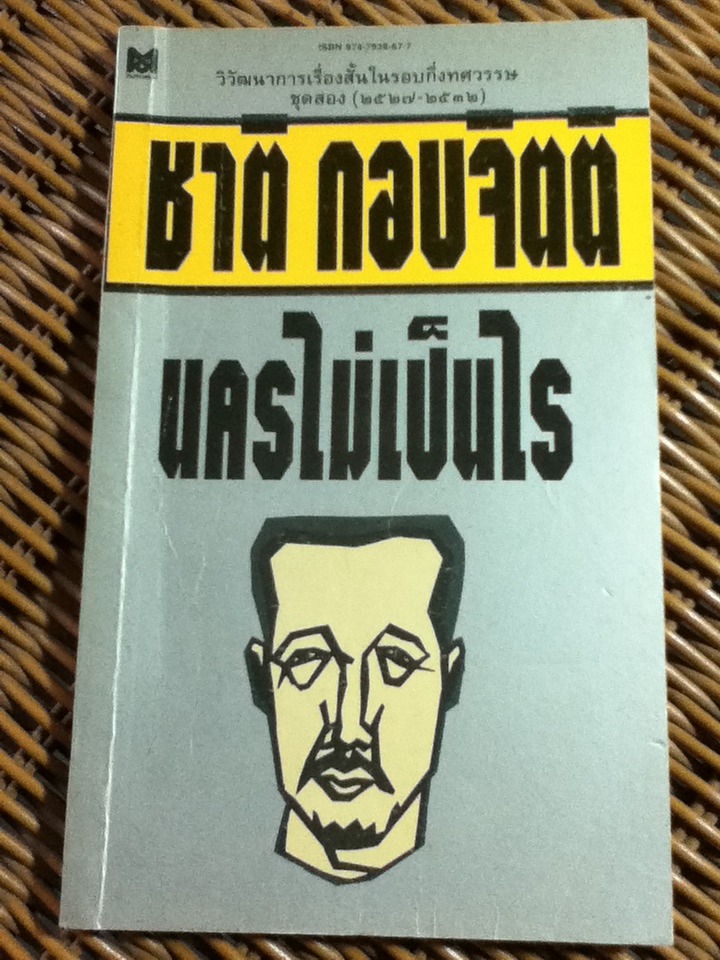 ISBN 974-7938-67-7
วิวัฒนาการเรื่องสั้นในรอบกึ่งทศวรรษ
ชุดสอง (๒๕๒๗-๒๕๓๒)
ชาติ กอบจิตติ
นครไม่เป็นไร